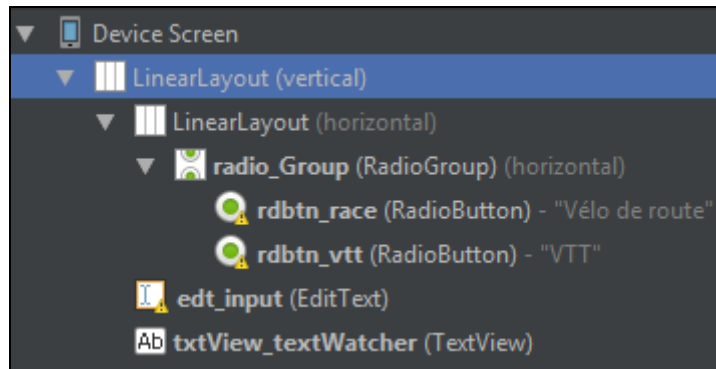 Device Screen
LinearLayout (vertical)
LinearLayout (horizontal)
radio_Group (RadioGroup) (horizontal)
rdbtn_race (RadioButton) - "Vélo de route"
rdbtn_vtt (RadioButton) - "VTT"
edt_input (EditText)
Ab txtView_textWatcher (TextView)